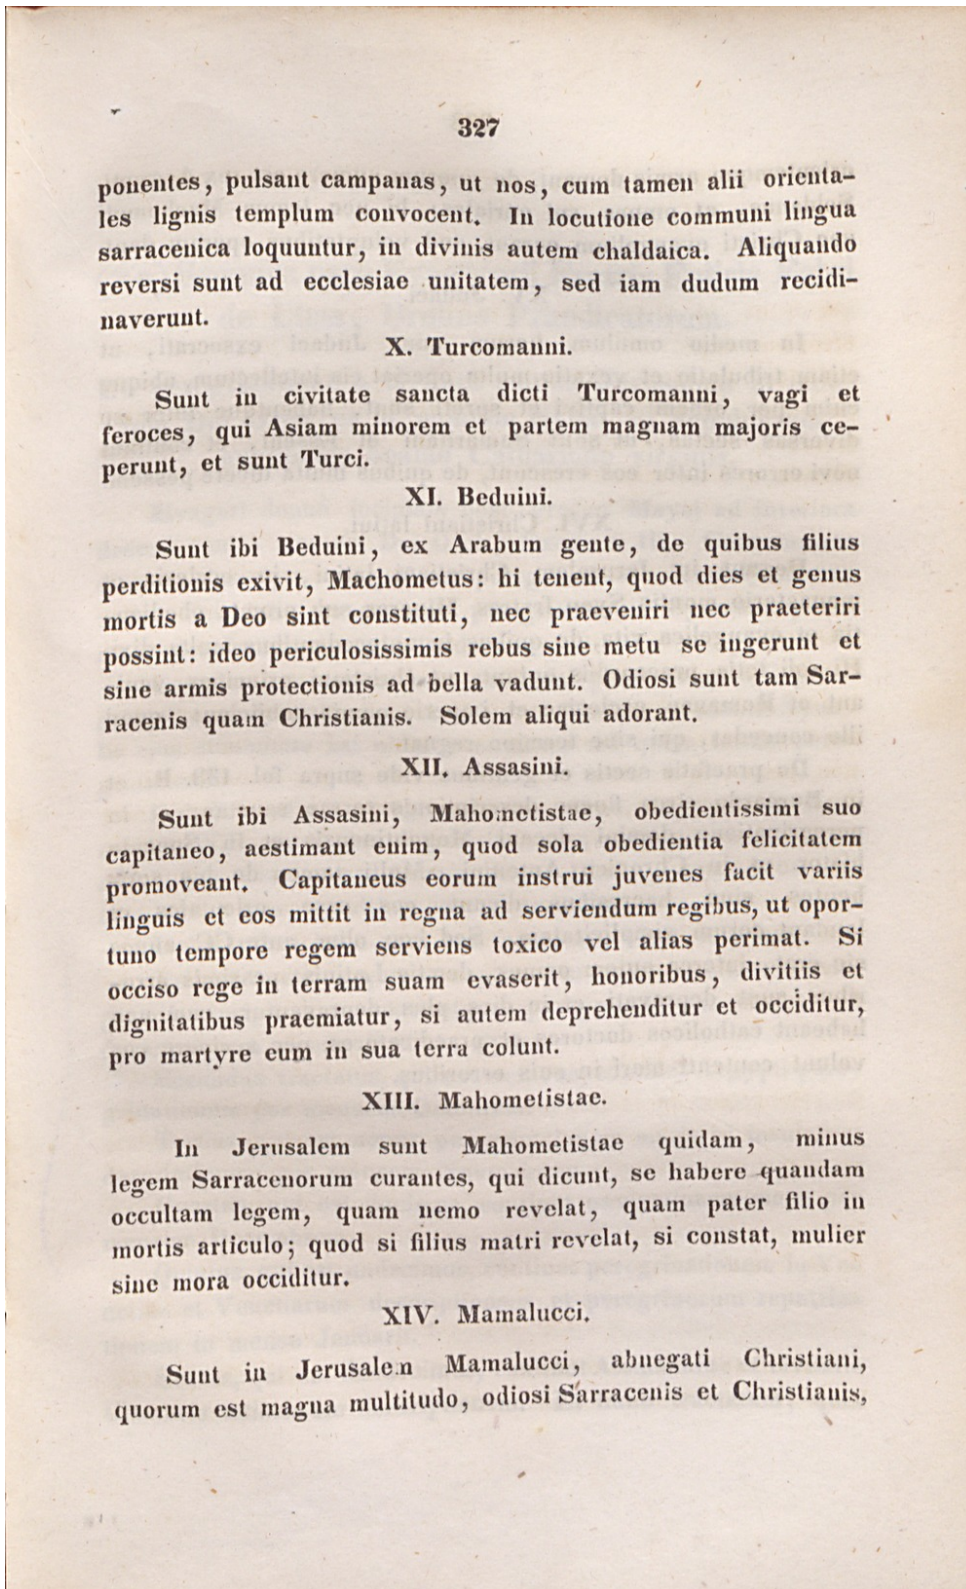 327
ponentes, pulsant campanas, ut nos, cum tamen alii orienta-
les lignis templum convocent. In locutione communi lingua
sarracenica loquuntur, in divinis autem chaldaica. Aliquando
reversi sunt ad ecclesiae unitatem, sed iam dudum recidi-
naverunt.
X. Turcomanni.
Sunt in civitate sancta dicti Turcomanni, vagi et
feroces, qui Asiam minorem et partem magnam majoris ce-
perunt, et sunt Turci.
XI. Beduini.
Sunt ibi Beduini, ex Arabum gente, de quibus filius
perditionis exivit, Machometus: hi tenent, quod dies et genus
mortis a Deo sint constituti, nec praeveniri nec praeteriri
possint: ideo periculosissimis rebus sine metu se ingerunt et
sine armis protectionis ad bella vadunt. Odiosi sunt tam Sar-
racenis quam Christianis. Solem aliqui adorant.
XII. Assasini.
Sunt ibi Assasini, Mahometistae, obedientissimi suo
capitaneo, aestimant enim, quod sola obedientia felicitatem
promoveant. Capitaneus eorum instrui juvenes facit variis
linguis et eos mittit in regna ad serviendum regibus, ut opor-
tuno tempore regem serviens toxico vel alias perimat. Si
occiso rege in terram suam evaserit, honoribus, divitiis et
dignitatibus praemiatur, si autem deprehenditur et occiditur,
pro martyre eum in sua terra colunt.
XIII. Mahometistae.
In Jerusalem sunt Mahometistae quidam, minus
legem Sarracenorum curantes, qui dicunt, se habere quandam
occultam legem, quam nemo revelat, quam pater filio in
mortis articulo; quod si filius matri revelat, si constat, mulier
sine mora occiditur.
XIV. Mamalucci.
Sunt in Jerusalem Mamalucci, abnegati Christiani,
quorum est magna multitudo, odiosi Sarracenis et Christianis,